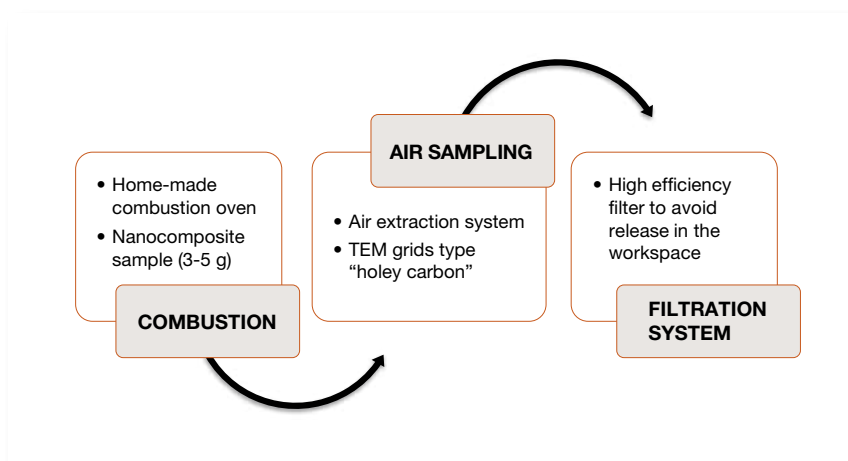 • Home-made
combustion oven
• Nanocomposite
sample (3-5 g)
COMBUSTION
AIR SAMPLING
• Air extraction system
• TEM grids type
“holey carbon”
• High efficiency
filter to avoid
release in the
workspace
FILTRATION
SYSTEM